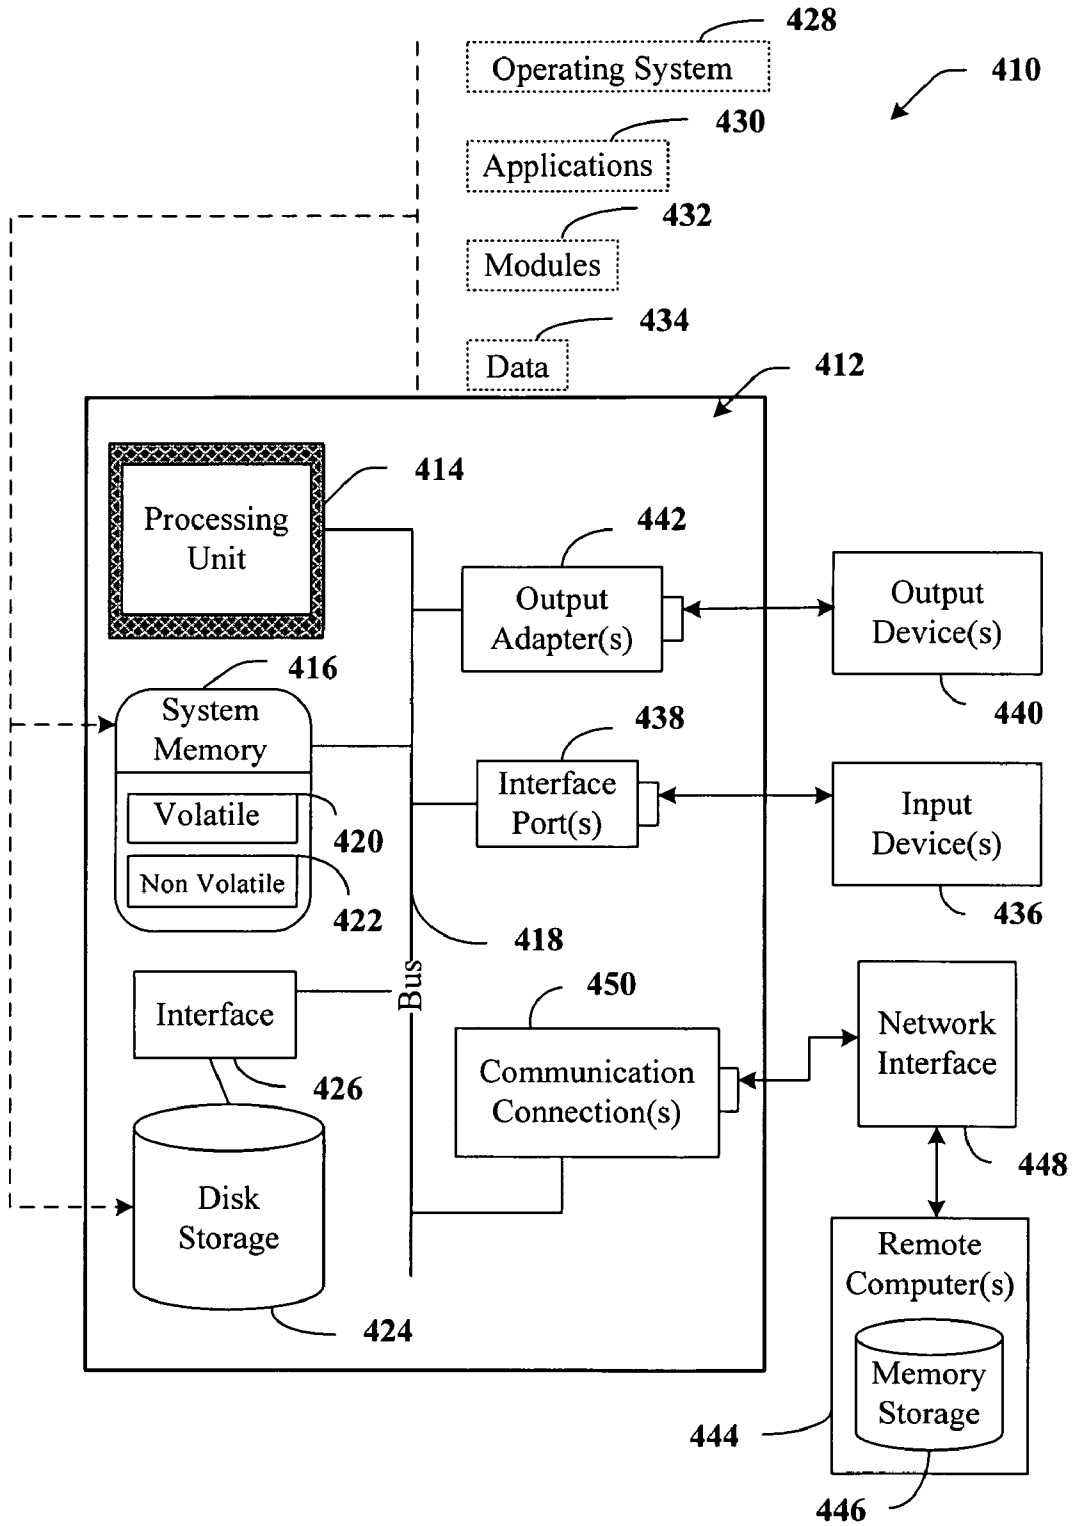 428
Operating System
410
430
Applications
432
Modules
434
Data
412
414
Processing
Unit
442
Output
Adapter(s)
Output
Device(s)
440
416
System
Memory
438
Interface
Port(s)
Input
Device(s)
436
Volatile
420
Non Volatile
422
418
Bus
450
Interface
426
Communication
Connection(s)
Network
Interface
448
Disk
Storage
424
Remote
Computer(s)
Memory
Storage
444
446